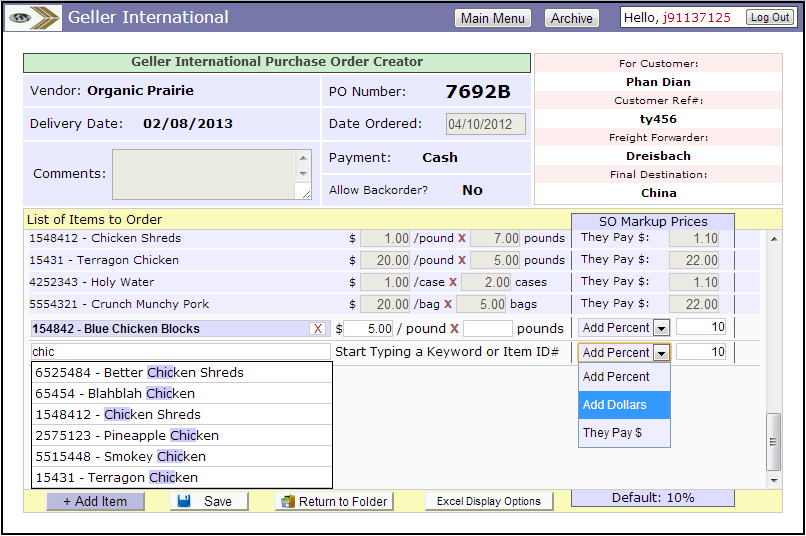 Geller International
Main Menu
Archive
Hello, j91137125
Log Out
Geller International Purchase Order Creator
Vendor: Organic Prairie
PO Number: 7692B
Delivery Date: 02/08/2013
Date Ordered: 04/10/2012
Comments:
Payment: Cash
Allow Backorder? No
For Customer:
Phan Dian
Customer Ref#:
ty456
Freight Forwarder:
Dreisbach
Final Destination:
China
List of Items to Order
SO Markup Prices
1548412 - Chicken Shreds $ 1.00 /pound X 7.00 pounds They Pay $: 1.10
15431 - Terragon Chicken $ 20.00 /pound X 5.00 pounds They Pay $: 22.00
4252343 - Holy Water $ 1.00 /case X 2.00 cases They Pay $: 1.10
5554321 - Crunch Munchy Pork $ 20.00 /bag X 5.00 bags They Pay $: 22.00
154842 - Blue Chicken Blocks X $ 5.00 / pound X pounds Add Percent 10
chic Start Typing a Keyword or Item ID# Add Percent 10
6525484 - Better Chicken Shreds
65454 - Blahblah Chicken
1548412 - Chicken Shreds
2575123 - Pineapple Chicken
5515448 - Smokey Chicken
15431 - Terragon Chicken
Add Percent
Add Dollars
They Pay $
+ Add Item
Save
Return to Folder
Excel Display Options
Default: 10%